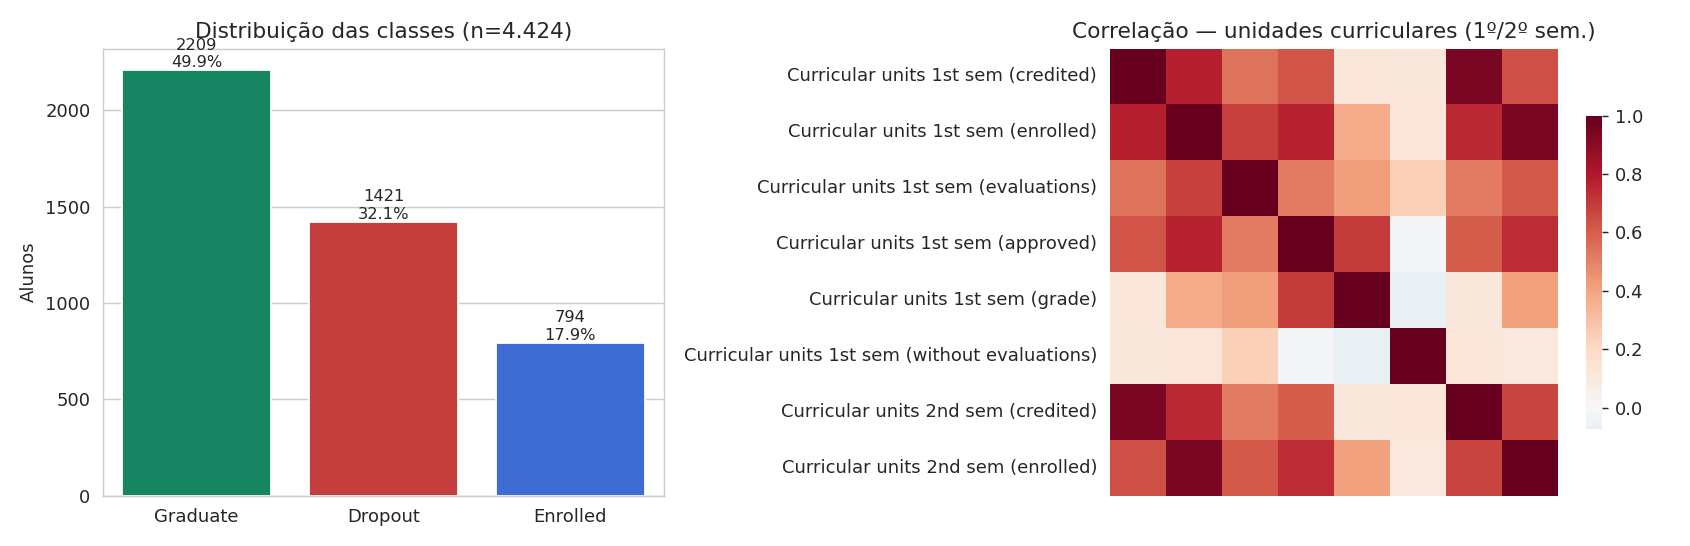 Distribuição das classes (n=4.424)
2209
49.9%
1421
32.1%
794
17.9%
Alunos
2000
1500
1000
500
0
Graduate
Dropout
Enrolled
Correlação — unidades curriculares (1º/2º sem.)
Curricular units 1st sem (credited)
Curricular units 1st sem (enrolled)
Curricular units 1st sem (evaluations)
Curricular units 1st sem (approved)
Curricular units 1st sem (grade)
Curricular units 1st sem (without evaluations)
Curricular units 2nd sem (credited)
Curricular units 2nd sem (enrolled)
1.0
0.8
0.6
0.4
0.2
0.0